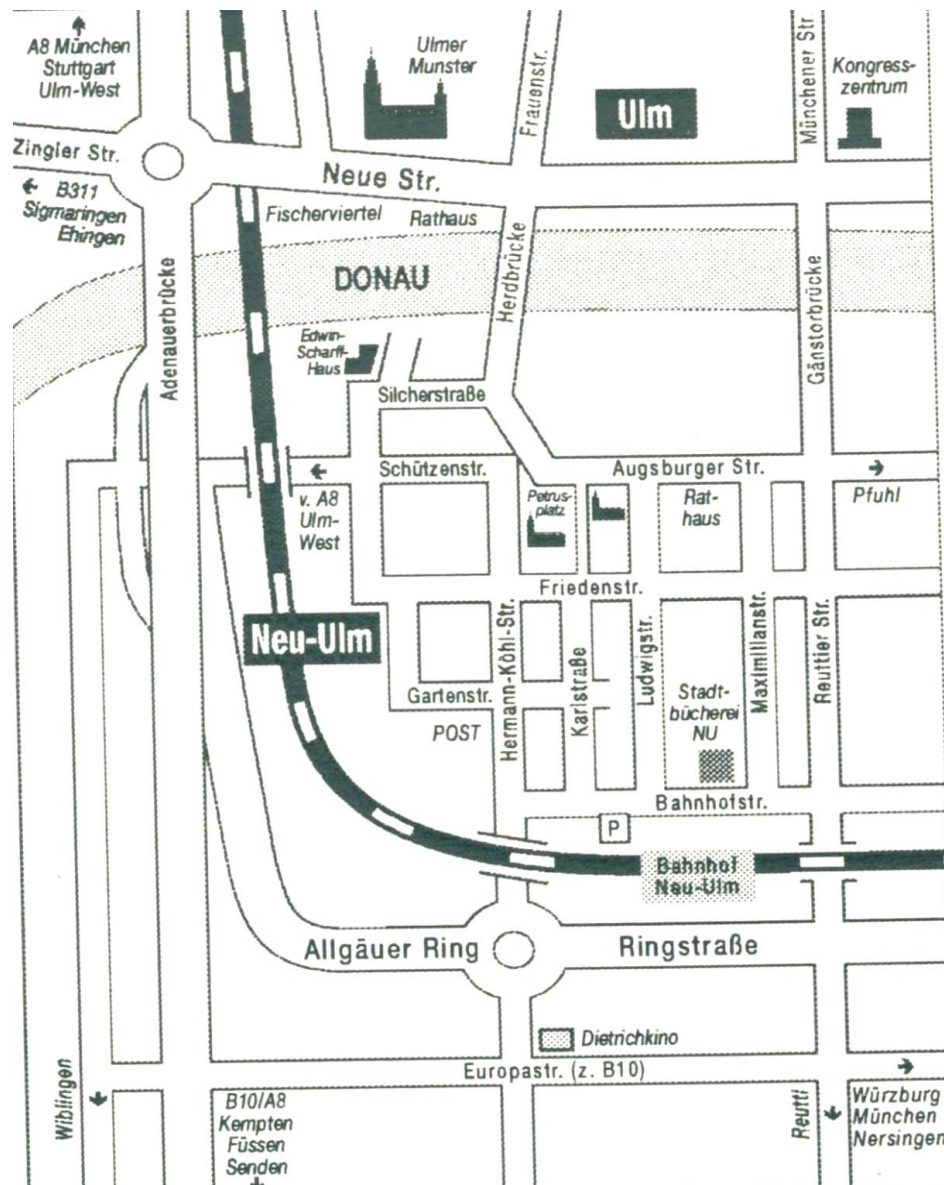 A8 München
Stuttgart
Ulm-West
Ulmer
Munster
Frauenstr.
Ulm
Münchener Str.
Kongress-
zentrum
Zingler Str.
Neue Str.
B311
Sigmaringen
Ehingen
Fischerviertel
Rathaus
DONAU
Adenauerbrücke
Herdbrücke
Gänstorbrücke
Edwin-
Scharff-
Haus
Silcherstraße
Schützenstr.
Augsburger Str.
v. A8
Ulm-
West
Petrus-
platz
Rat-
haus
Pfuhl
Friedenstr.
Neu-Ulm
Hermann-Köhl-Str.
Karlstraße
Ludwigstr.
Maximilianstr.
Reuttier Str.
Gartenstr.
POST
Stadt-
bücherei
NU
Bahnhofstr.
P
Bahnhof
Neu-Ulm
Allgäuer Ring
Ringstraße
Dietrichkino
Europastr. (z. B10)
Wiblingen
B10/A8
Kempten
Füssen
Senden
Reutti
Würzburg
München
Nersingen